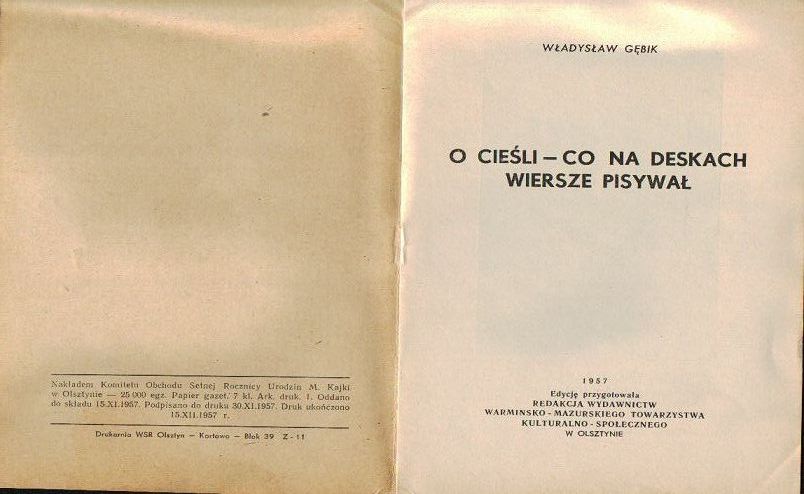 Nakładem Komitetu Obchodu Setnej Rocznicy Urodzin M. Kajki
w Olsztynie — 25 000 egz. Papier gazet. 7 kl. Ark. druk. 1. Oddano
do składu 15.XI.1957. Podpisano do druku 30.XI.1957. Druk ukończono
15.XII.1957 r.
Drukarnia WSR Olsztyn — Kortowo — Blok 39 Z - 11
WŁADYSŁAW GĘBIK
O CIEŚLI — CO NA DESKACH
WIERSZE PISYWAŁ
1957
Edycję przygotowała
REDAKCJA WYDAWNICTW
WARMIŃSKO - MAZURSKIEGO TOWARZYSTWA
KULTURALNO - SPOŁECZNEGO
W OLSZTYNIE